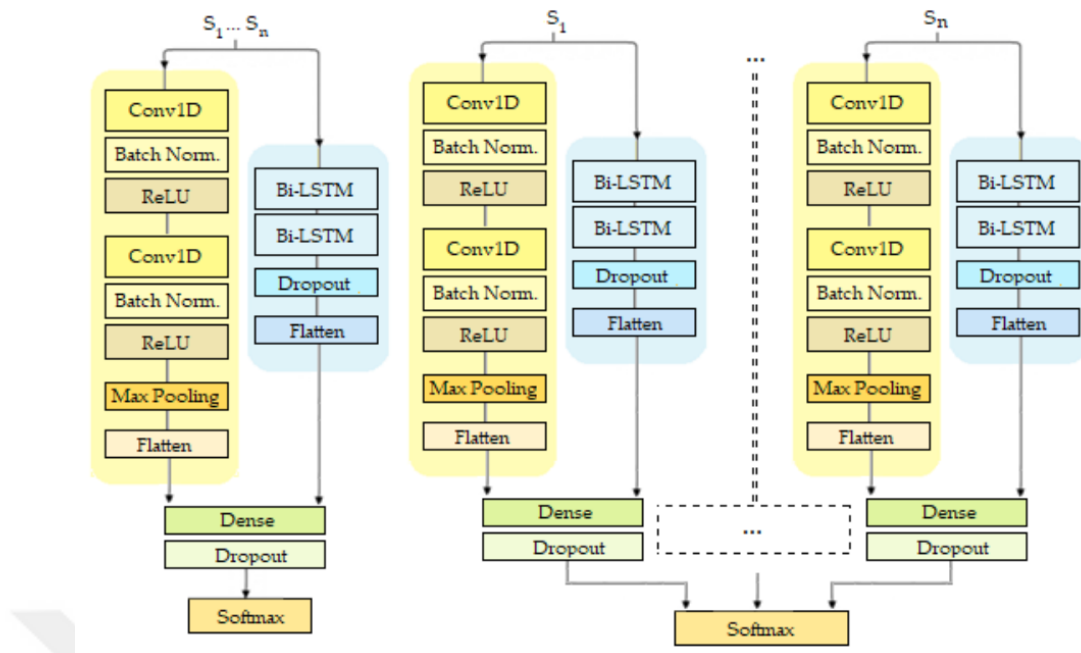 S1 ... Sn
Conv1D
Batch Norm.
ReLU
Conv1D
Batch Norm.
ReLU
Max Pooling
Flatten
Bi-LSTM
Bi-LSTM
Dropout
Flatten
Dense
Dropout
Softmax
S1
Conv1D
Batch Norm.
ReLU
Conv1D
Batch Norm.
ReLU
Max Pooling
Flatten
Bi-LSTM
Bi-LSTM
Dropout
Flatten
Dense
Dropout
...
...
Sn
Conv1D
Batch Norm.
ReLU
Conv1D
Batch Norm.
ReLU
Max Pooling
Flatten
Bi-LSTM
Bi-LSTM
Dropout
Flatten
Dense
Dropout
Softmax